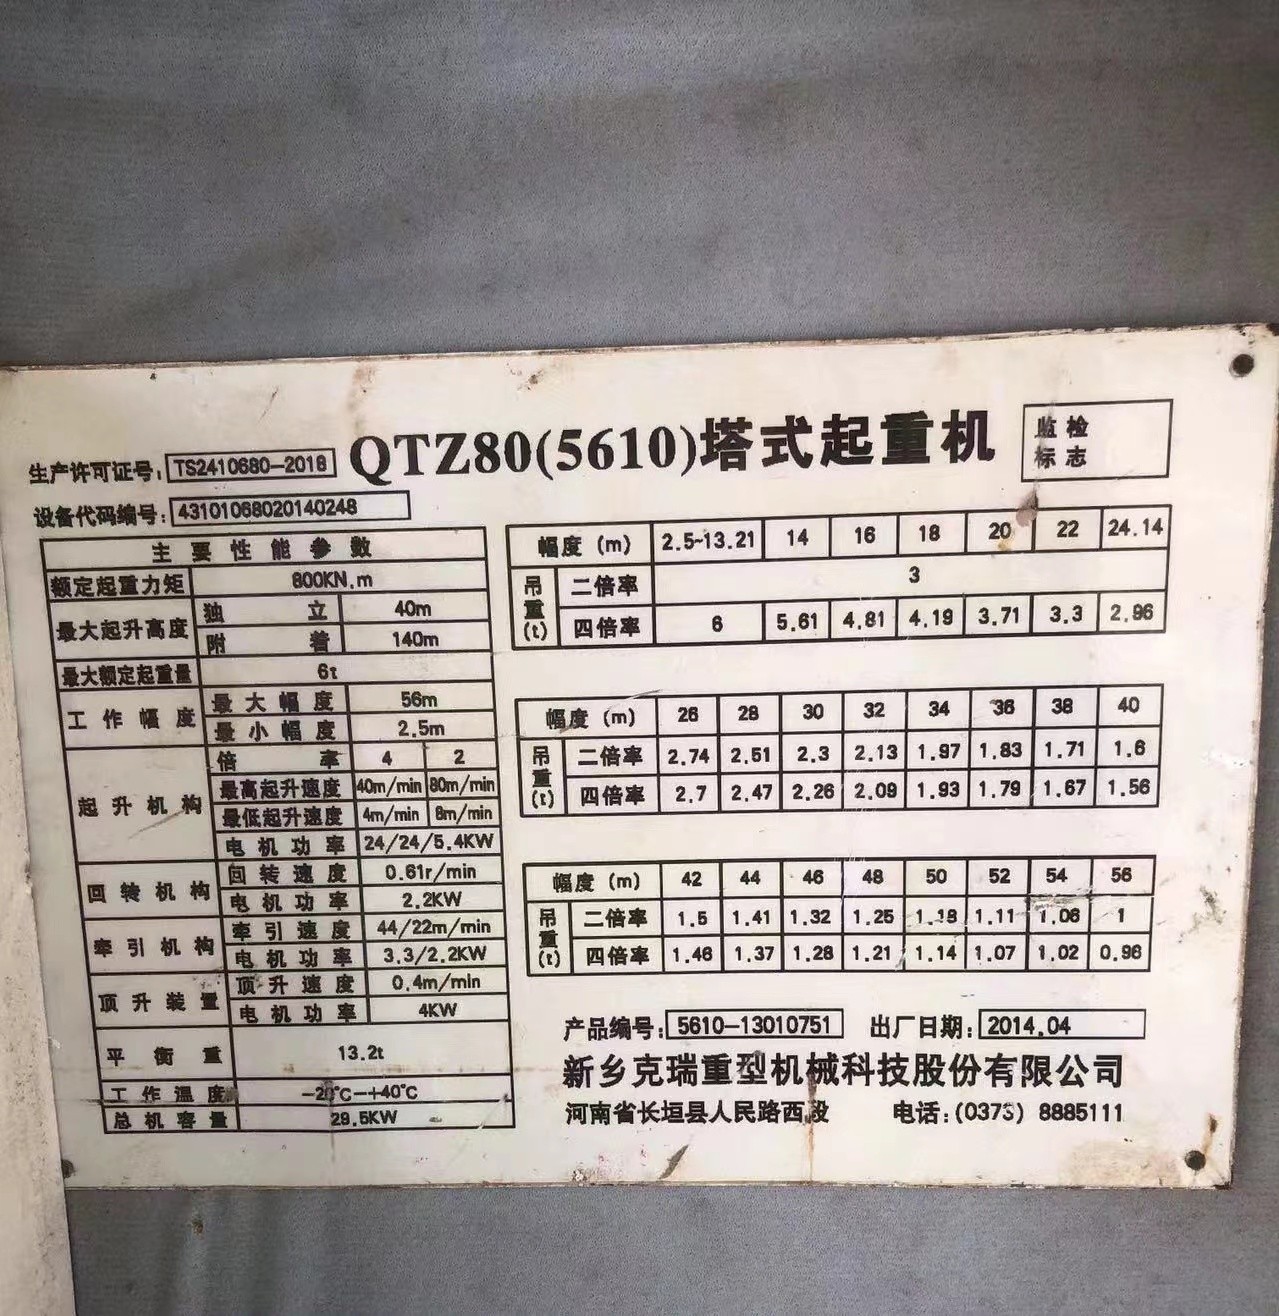 QTZ80(5610)塔式起重机
监检
标志
生产许可证号: TS2410680-2018
设备代码编号: 43101068020140248
主要性能参数
额定起重力矩 800KN.m
最大起升高度 独立 40m
附着 140m
最大额定起重量 6t
工作幅度 最大幅度 56m
最小幅度 2.5m
起升机构 倍率 4 2
最高起升速度 40m/min 80m/min
最低起升速度 4m/min 8m/min
电机功率 24/24/5.4KW
回转机构 回转速度 0.61r/min
电机功率 2.2KW
牵引机构 牵引速度 44/22m/min
电机功率 3.3/2.2KW
顶升装置 顶升速度 0.4m/min
电机功率 4KW
平衡重 13.2t
工作温度 -20℃-+40℃
总机容量 29.5KW
幅度(m) 2.5~13.21 14 16 18 20 22 24.14
吊重(t) 二倍率 3
四倍率 6 5.61 4.81 4.19 3.71 3.3 2.96
幅度(m) 26 28 30 32 34 36 38 40
吊重(t) 二倍率 2.74 2.51 2.3 2.13 1.97 1.83 1.71 1.6
四倍率 2.7 2.47 2.26 2.09 1.93 1.79 1.67 1.56
幅度(m) 42 44 46 48 50 52 54 56
吊重(t) 二倍率 1.5 1.41 1.32 1.25 1.18 1.11 1.06 1
四倍率 1.46 1.37 1.28 1.21 1.14 1.07 1.02 0.96
产品编号: 5610-13010751 出厂日期: 2014.04
新乡克瑞重型机械科技股份有限公司
河南省长垣县人民路西段 电话:(0373) 8885111